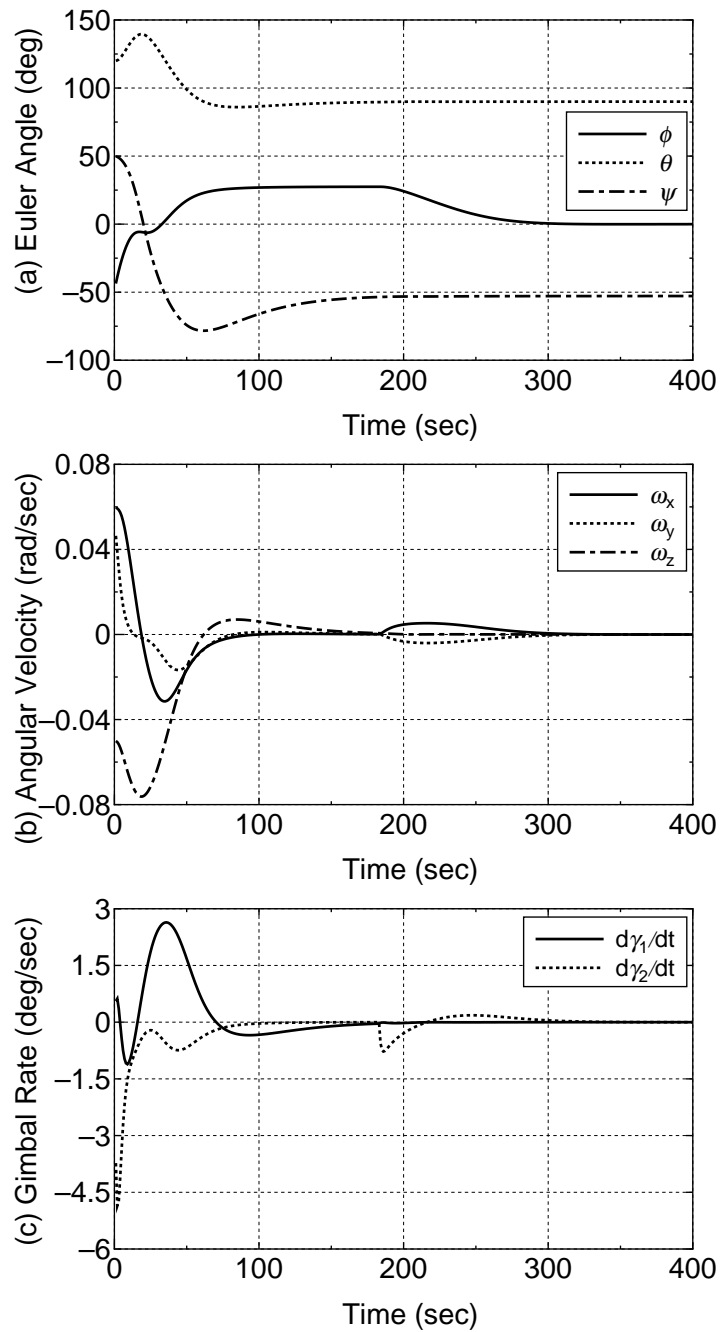 (a) Euler Angle (deg)
150
100
50
0
−50
−100
ϕ
θ
ψ
0
100
200
300
400
Time (sec)
(b) Angular Velocity (rad/sec)
0.08
0.04
0
−0.04
−0.08
ωx
ωy
ωz
0
100
200
300
400
Time (sec)
(c) Gimbal Rate (deg/sec)
3
1.5
0
−1.5
−3
−4.5
−6
dγ1/dt
dγ2/dt
0
100
200
300
400
Time (sec)